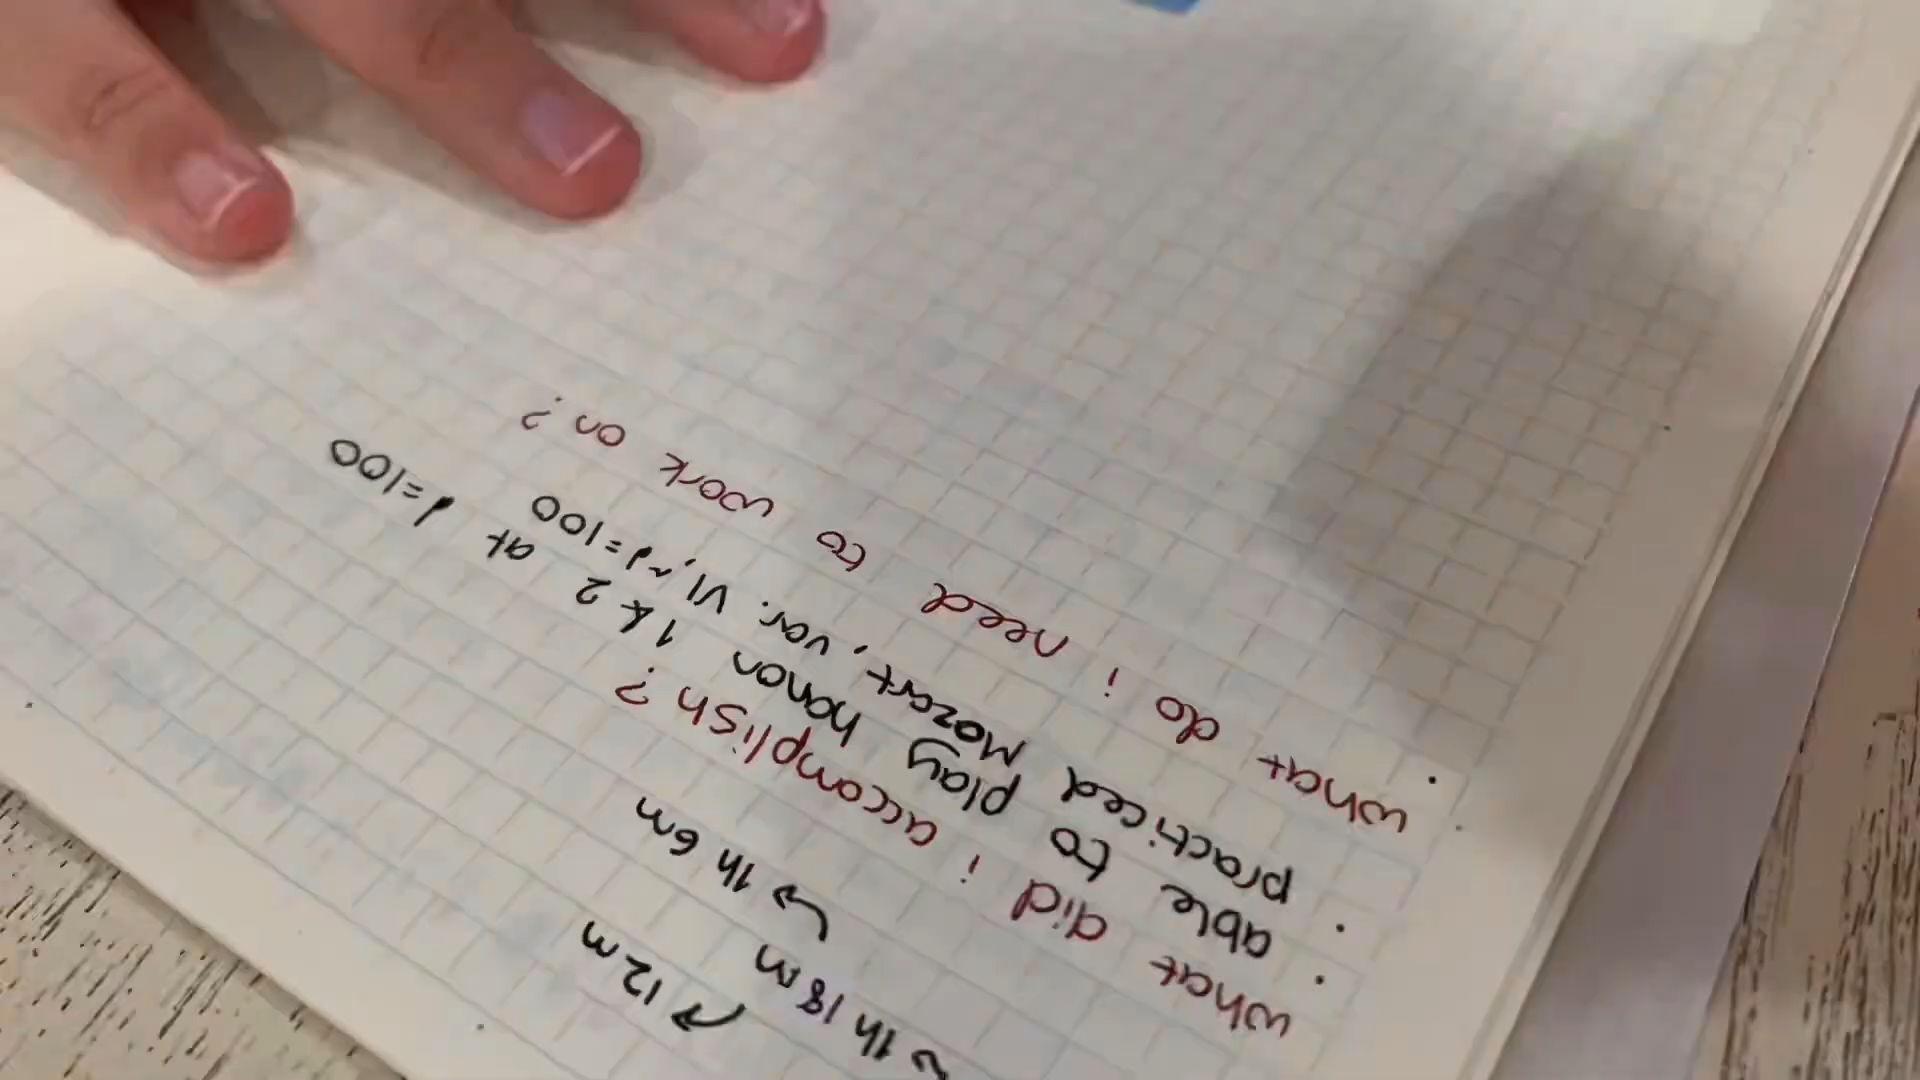 ~ 1h 18m
↱ 12m
↳ 1h 6m
what did i accomplish?
· able to play hanon 1 & 2 at ♩=100
· practiced Mozart, var. VI, ~♩=100
what do i need to work on?
·